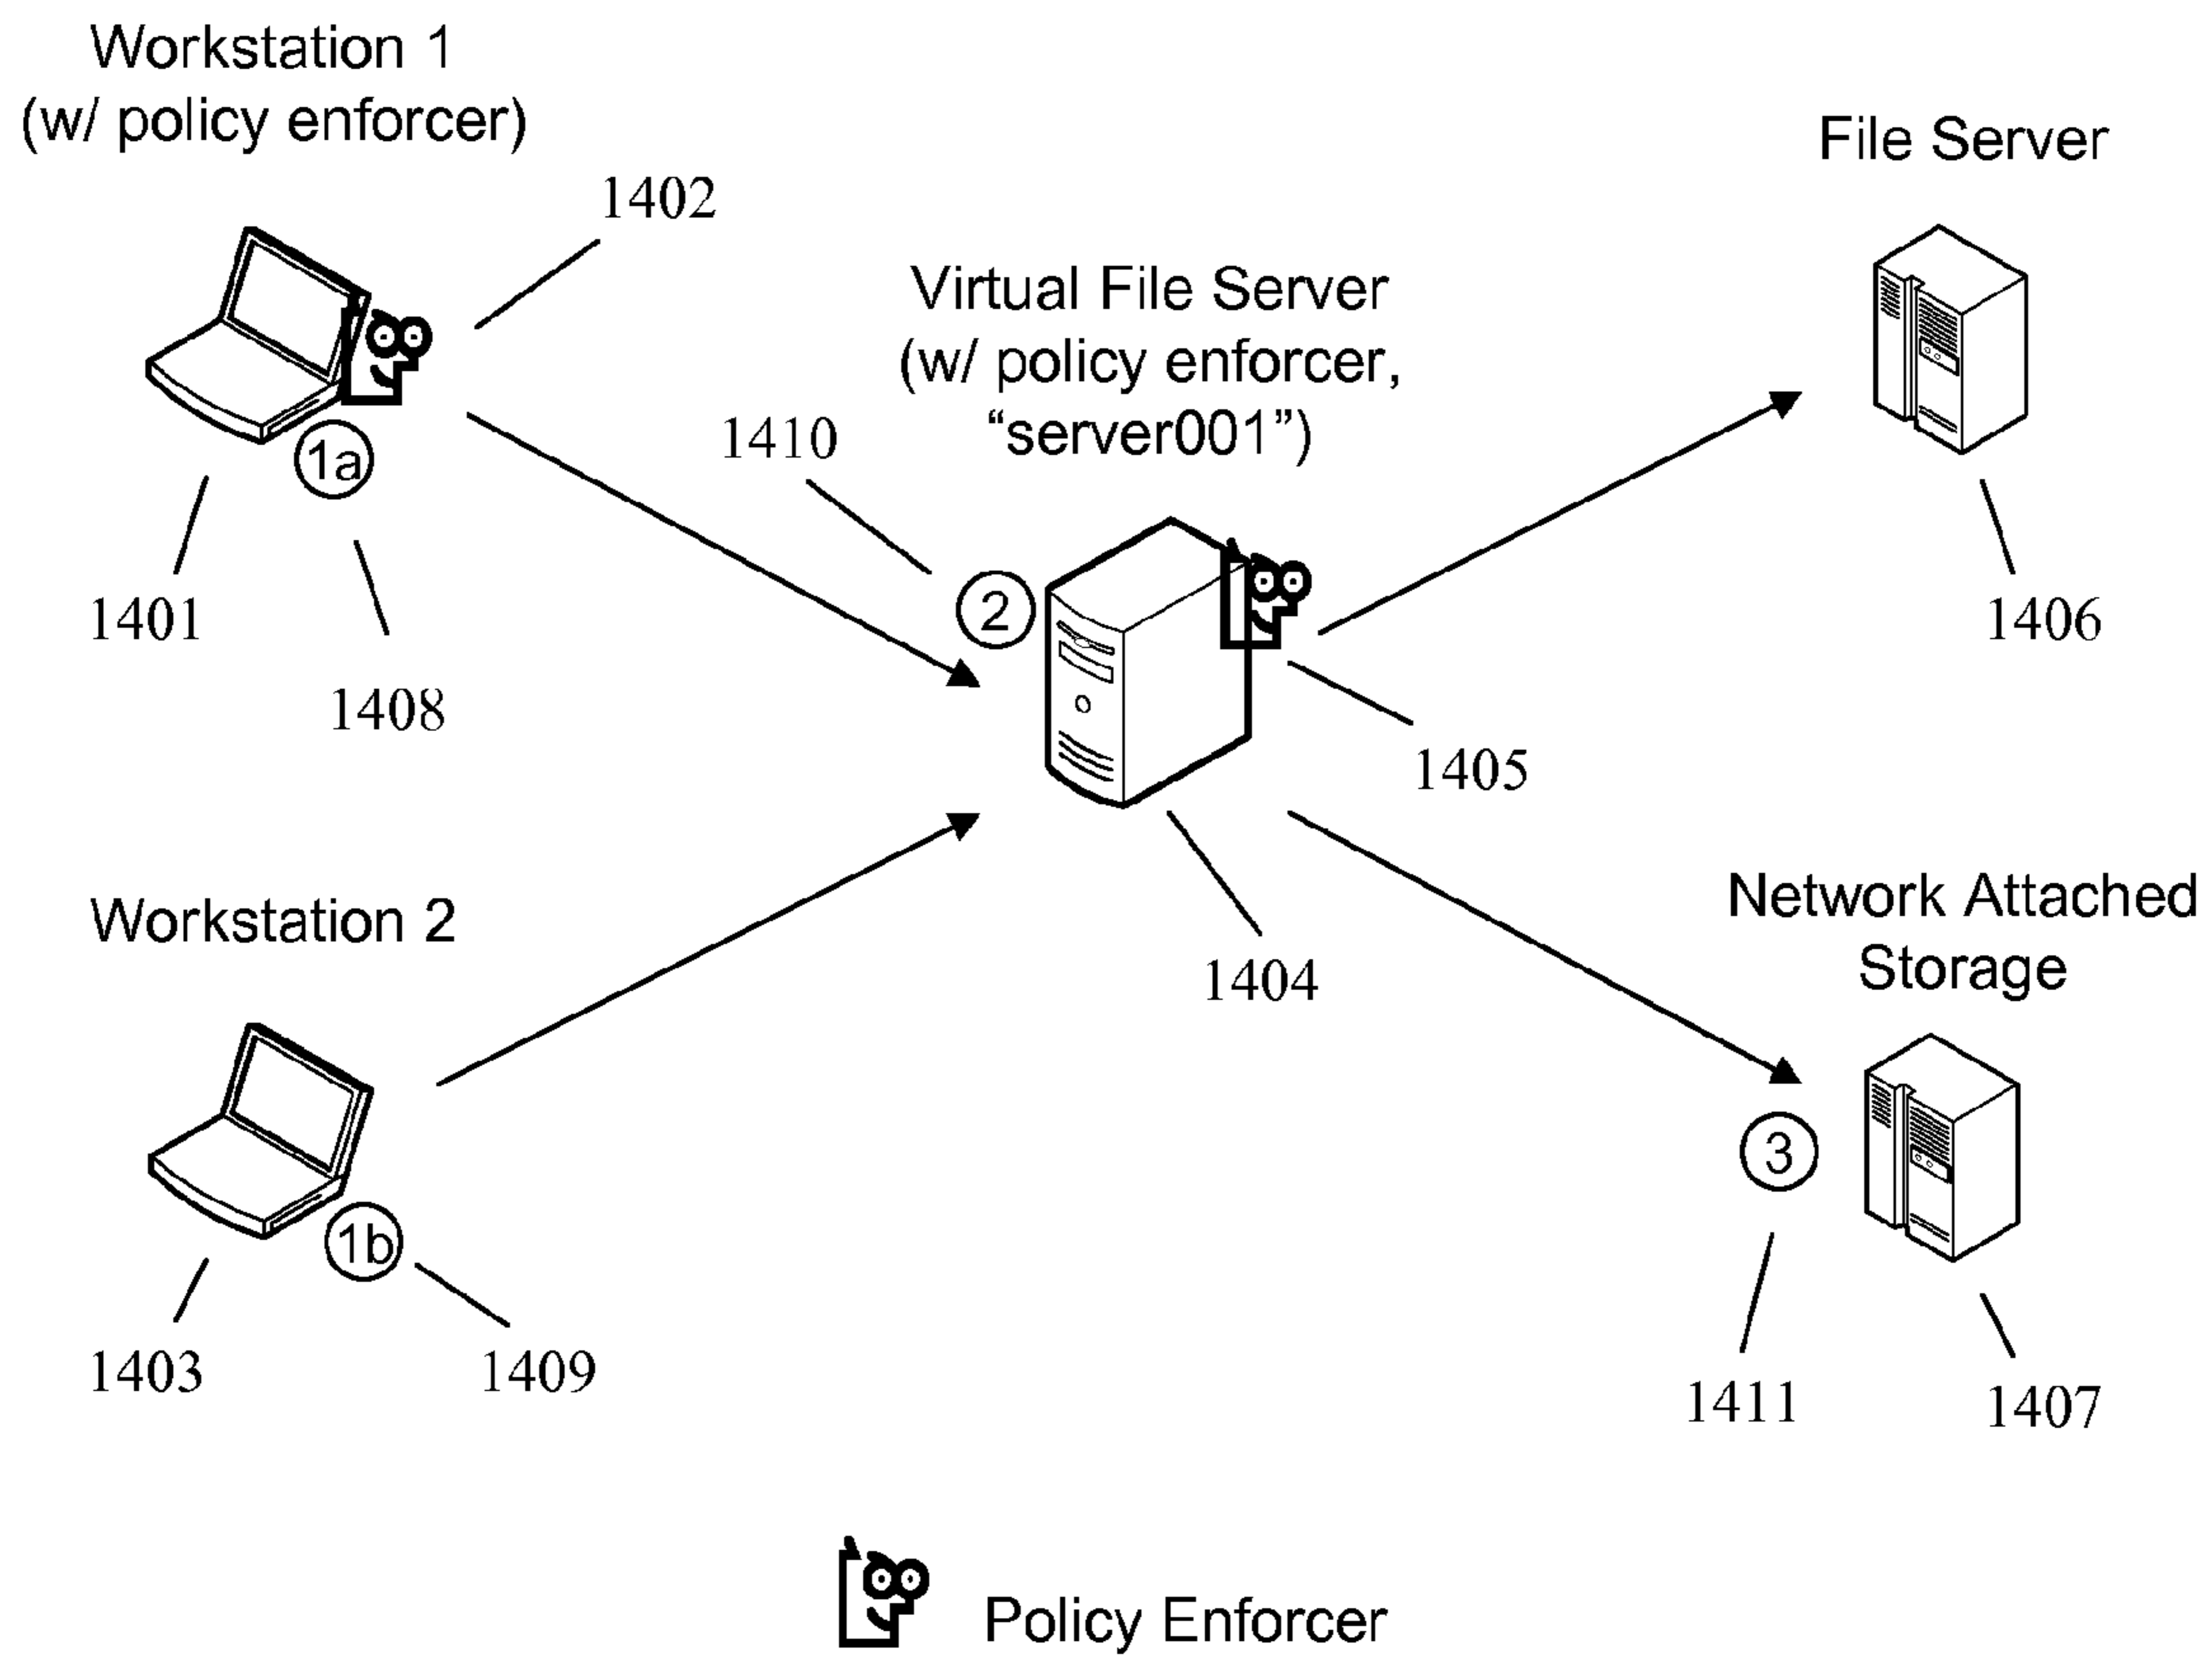 Workstation 1
(w/ policy enforcer)
1402
File Server
Virtual File Server
(w/ policy enforcer,
“server001”)
1410
1a
1401
1408
2
1406
1405
Workstation 2
1404
Network Attached
Storage
3
1b
1403
1409
1411
1407
Policy Enforcer